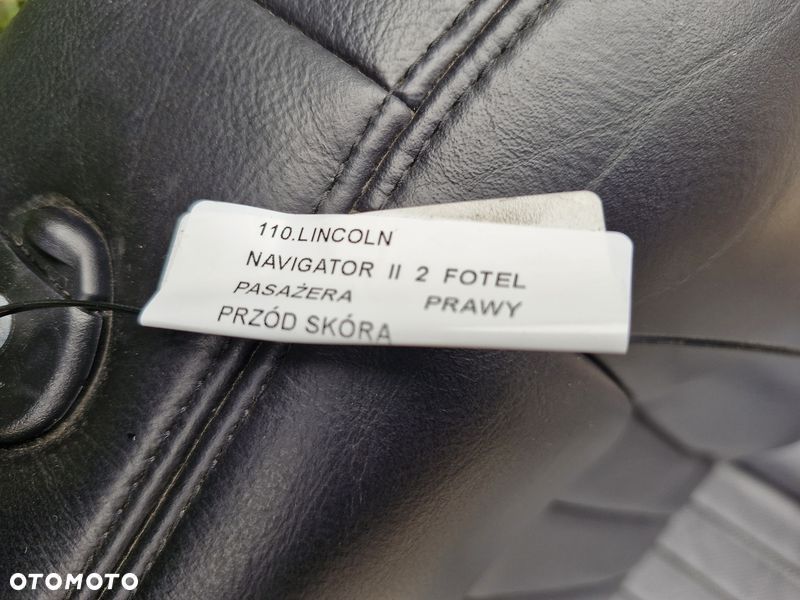 110.LINCOLN
NAVIGATOR II 2 FOTEL
PASAŻERA PRAWY
PRZÓD SKÓRA
OTOMOTO